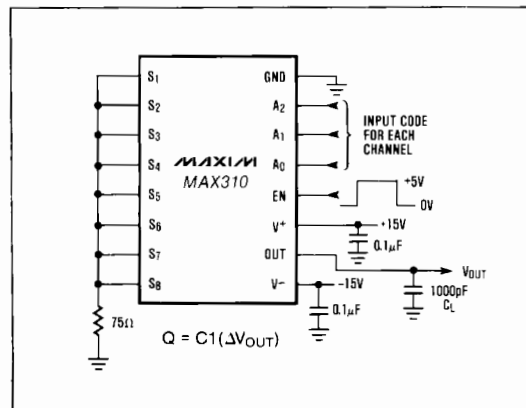 S1
S2
S3
S4
S5
S6
S7
S8
75Ω
MAXIM
MAX310
Q = C1(ΔVOUT)
GND
A2
A1
A0
EN
V+
OUT
V−
INPUT CODE
FOR EACH
CHANNEL
+5V
0V
+15V
0.1μF
VOUT
1000pF
CL
−15V
0.1μF